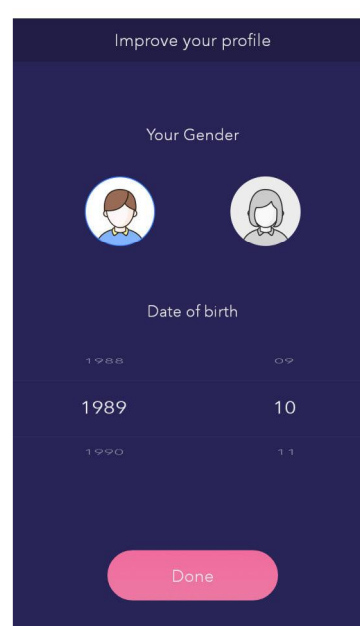 Improve your profile
Your Gender
Date of birth
1988 09
1989 10
1990 11
Done